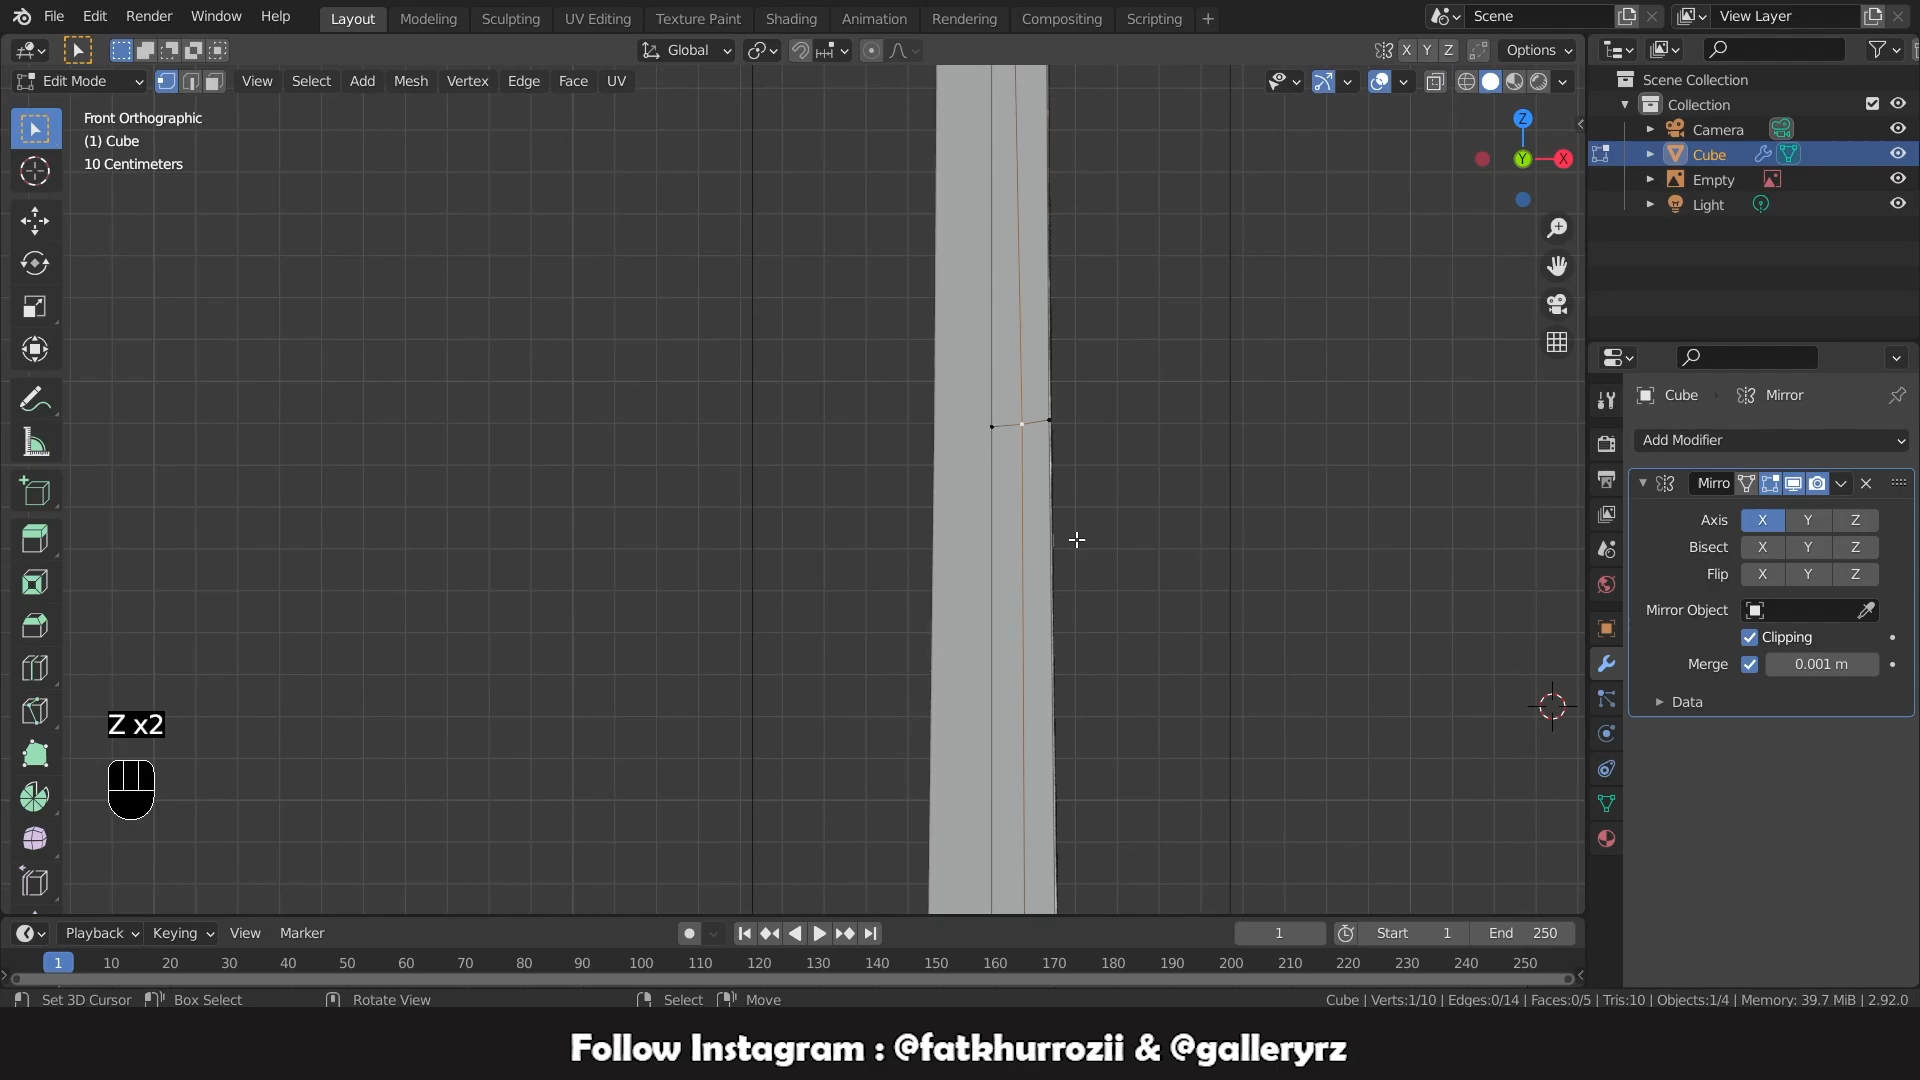 File Edit Render Window Help
Layout Modeling Sculpting UV Editing Texture Paint Shading Animation Rendering Compositing Scripting +
Scene
View Layer
Global
X Y Z
Options
Edit Mode
View Select Add Mesh Vertex Edge Face UV
Front Orthographic
(1) Cube
10 Centimeters
Z
Y
X
Scene Collection
Collection
Camera
Cube
Empty
Light
Cube
Mirror
Add Modifier
Mirro
Axis X Y Z
Bisect X Y Z
Flip X Y Z
Mirror Object
Clipping
Merge 0.001 m
Data
Z x2
Playback Keying View Marker
1
Start 1
End 250
1 10 20 30 40 50 60 70 80 90 100 110 120 130 140 150 160 170 180 190 200 210 220 230 240 250
Set 3D Cursor Box Select Rotate View Select Move
Cube | Verts:1/10 | Edges:0/14 | Faces:0/5 | Tris:10 | Objects:1/4 | Memory: 39.7 MiB | 2.92.0
Follow Instagram : @fatkhurrozii & @galleryrz